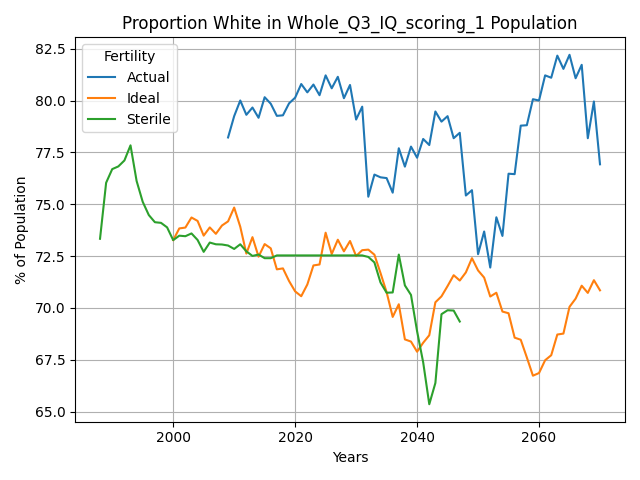 Proportion White in Whole_Q3_IQ_scoring_1 Population
Fertility
Actual
Ideal
Sterile
% of Population
82.5
80.0
77.5
75.0
72.5
70.0
67.5
65.0
2000
2020
2040
2060
Years